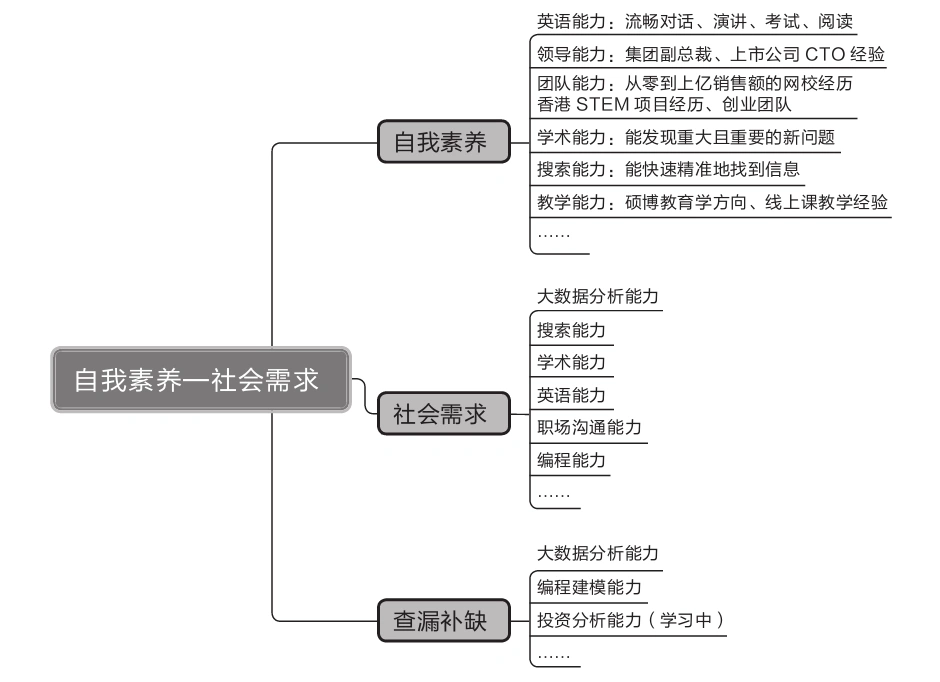 自我素养—社会需求
自我素养
英语能力：流畅对话、演讲、考试、阅读
领导能力：集团副总裁、上市公司 CTO 经验
团队能力：从零到上亿销售额的网校经历
香港 STEM 项目经历、创业团队
学术能力：能发现重大且重要的新问题
搜索能力：能快速精准地找到信息
教学能力：硕博教育学方向、线上课教学经验
……
社会需求
大数据分析能力
搜索能力
学术能力
英语能力
职场沟通能力
编程能力
……
查漏补缺
大数据分析能力
编程建模能力
投资分析能力（学习中）
……